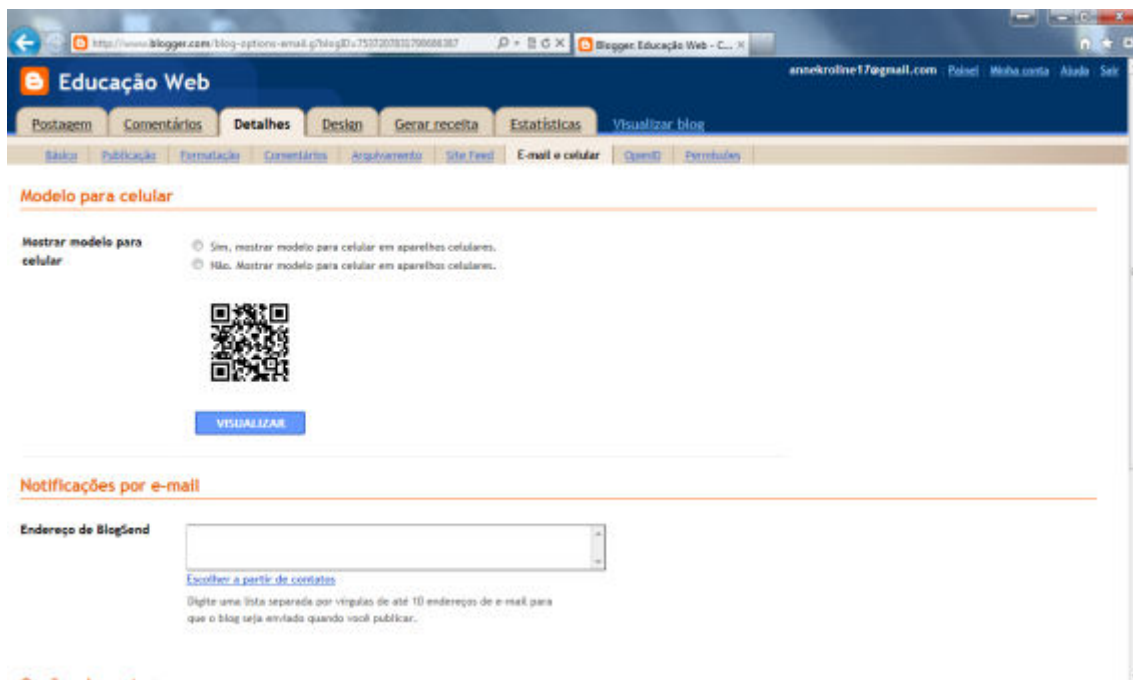 http://www.blogger.com/blog-options-email.g?blogID=
Blogger: Educação Web - C...
Educação Web
annekroline17@gmail.com Painel Minha conta Ajuda Sair
Postagem Comentários Detalhes Design Gerar receita Estatísticas Visualizar blog
Básico Publicação Formatação Comentários Arquivamento Site Feed E-mail e celular OpenID Permissões
Modelo para celular
Mostrar modelo para celular
Sim, mostrar modelo para celular em aparelhos celulares.
Não. Mostrar modelo para celular em aparelhos celulares.
VISUALIZAR
Notificações por e-mail
Endereço de BlogSend
Escolher a partir de contatos
Digite uma lista separada por vírgulas de até 10 endereços de e-mail para
que o blog seja enviado quando você publicar.